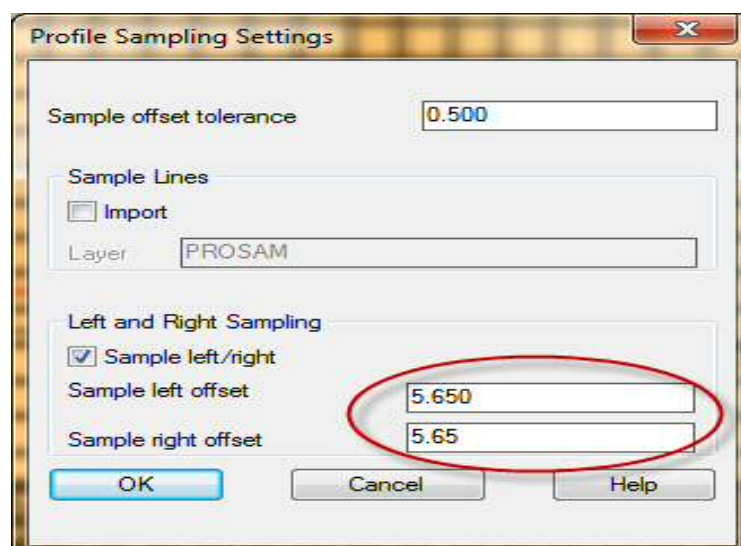 Profile Sampling Settings
Sample offset tolerance 0.500
Sample Lines
Import
Layer PROSAM
Left and Right Sampling
Sample left/right
Sample left offset 5.650
Sample right offset 5.65
OK Cancel Help